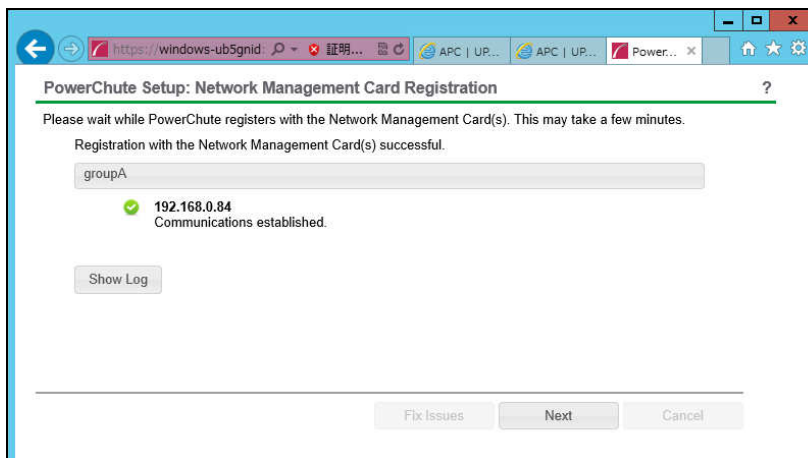 https://windows-ub5gnid: 証明...
APC | UP...
APC | UP...
Power...
PowerChute Setup: Network Management Card Registration ?
Please wait while PowerChute registers with the Network Management Card(s). This may take a few minutes.
Registration with the Network Management Card(s) successful.
groupA
192.168.0.84
Communications established.
Show Log
Fix Issues Next Cancel